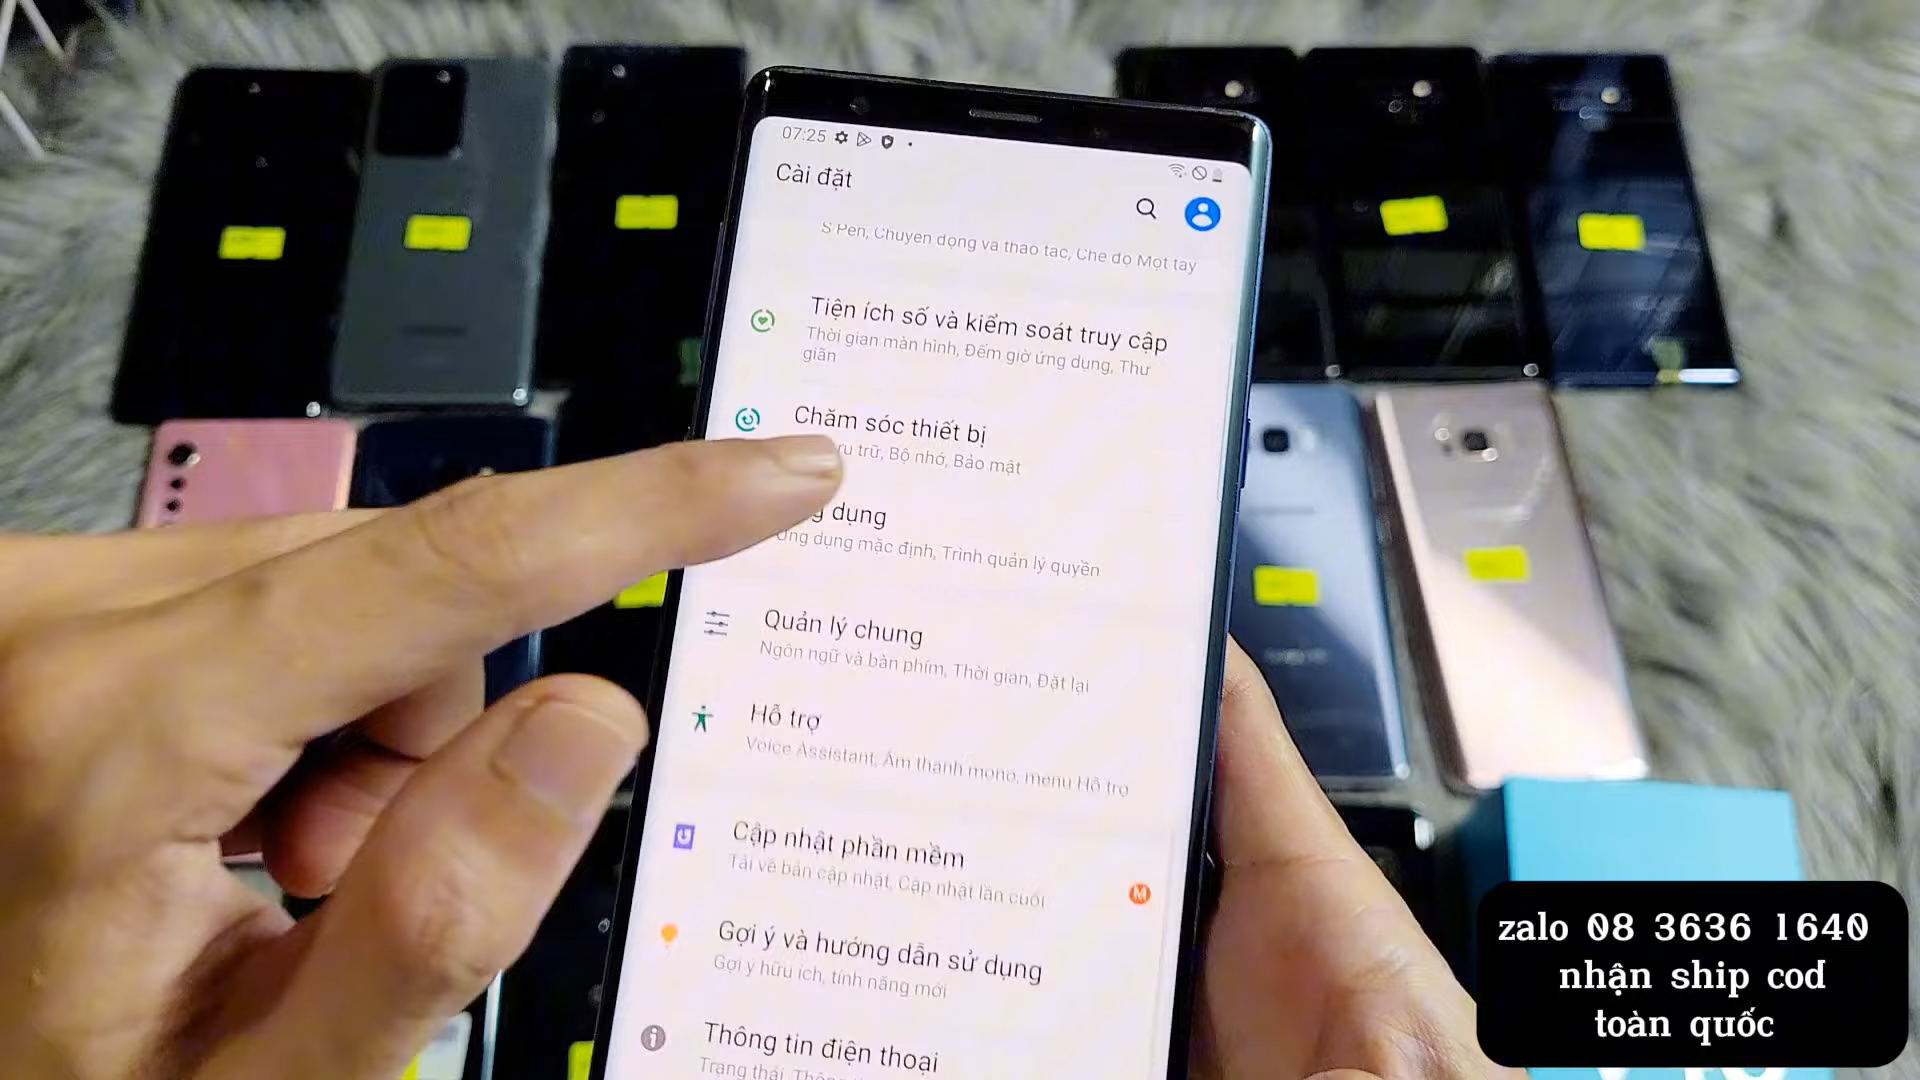 07:25
Cài đặt
S Pen, Chuyển động và thao tác, Chế độ Một tay
Tiện ích số và kiểm soát truy cập
Thời gian màn hình, Đếm giờ ứng dụng, Thư
giãn
Chăm sóc thiết bị
trữ, Bộ nhớ, Bảo mật
dụng
Ứng dụng mặc định, Trình quản lý quyền
Quản lý chung
Ngôn ngữ và bàn phím, Thời gian, Đặt lại
Hỗ trợ
Voice Assistant, Âm thanh mono, menu Hỗ trợ
Cập nhật phần mềm
Tải về bản cập nhật, Cập nhật lần cuối
M
Gợi ý và hướng dẫn sử dụng
Gợi ý hữu ích, tính năng mới
Thông tin điện thoại
Trạng thái,
zalo 08 3636 1640
nhận ship cod
toàn quốc